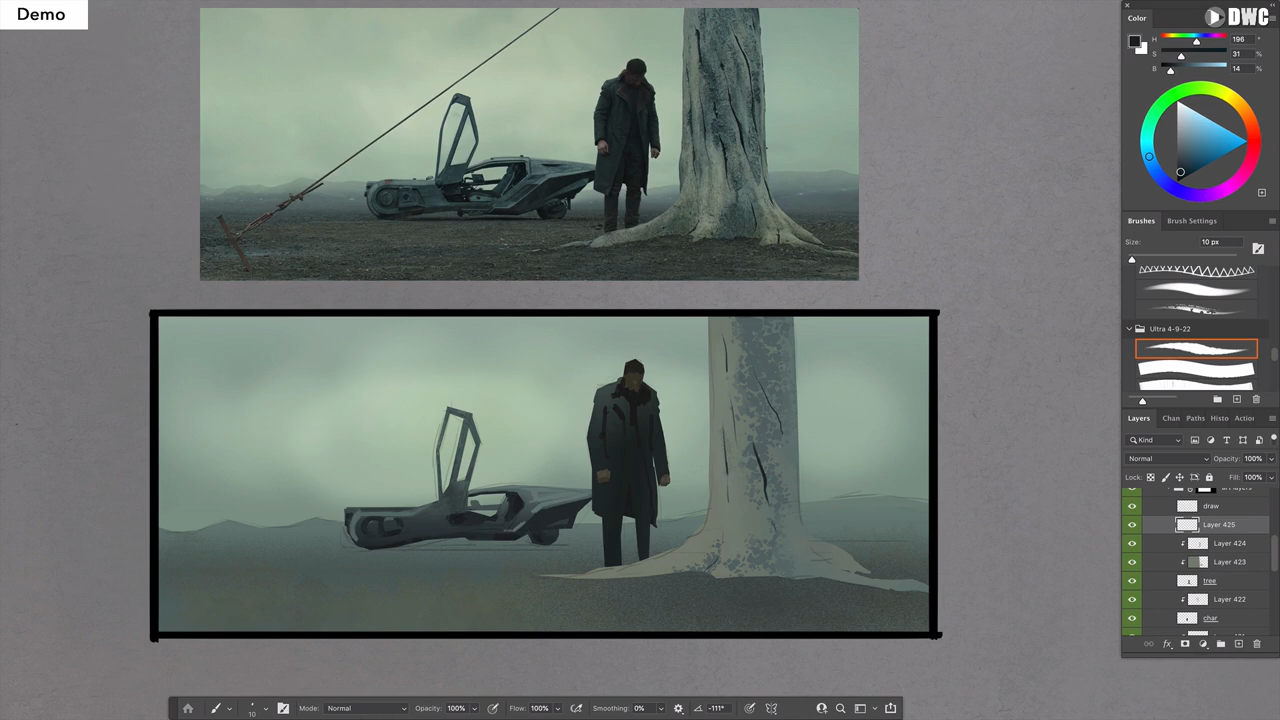 Demo
DWC
Color
H 196 °
S 31 %
B 14 %
Brushes Brush Settings
Size: 10 px
Ultra 4-9-22
Layers Chan Paths Histo Actior
Kind
Normal Opacity: 100%
Lock: Fill: 100%
draw
Layer 425
Layer 424
Layer 423
tree
Layer 422
char
10 Mode: Normal Opacity: 100% Flow: 100% Smoothing: 0% -111°